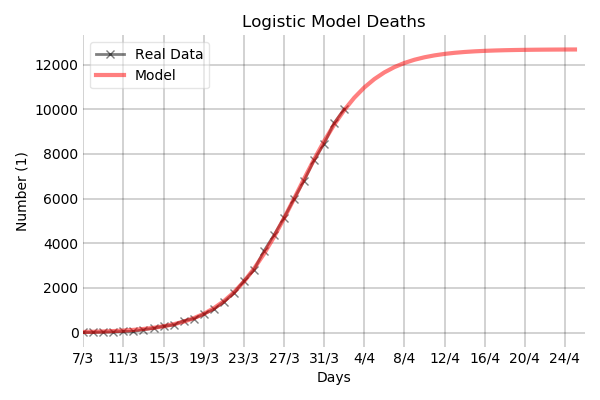 Logistic Model Deaths
Real Data
Model
12000
10000
8000
6000
4000
2000
0
Number (1)
7/3 11/3 15/3 19/3 23/3 27/3 31/3 4/4 8/4 12/4 16/4 20/4 24/4
Days